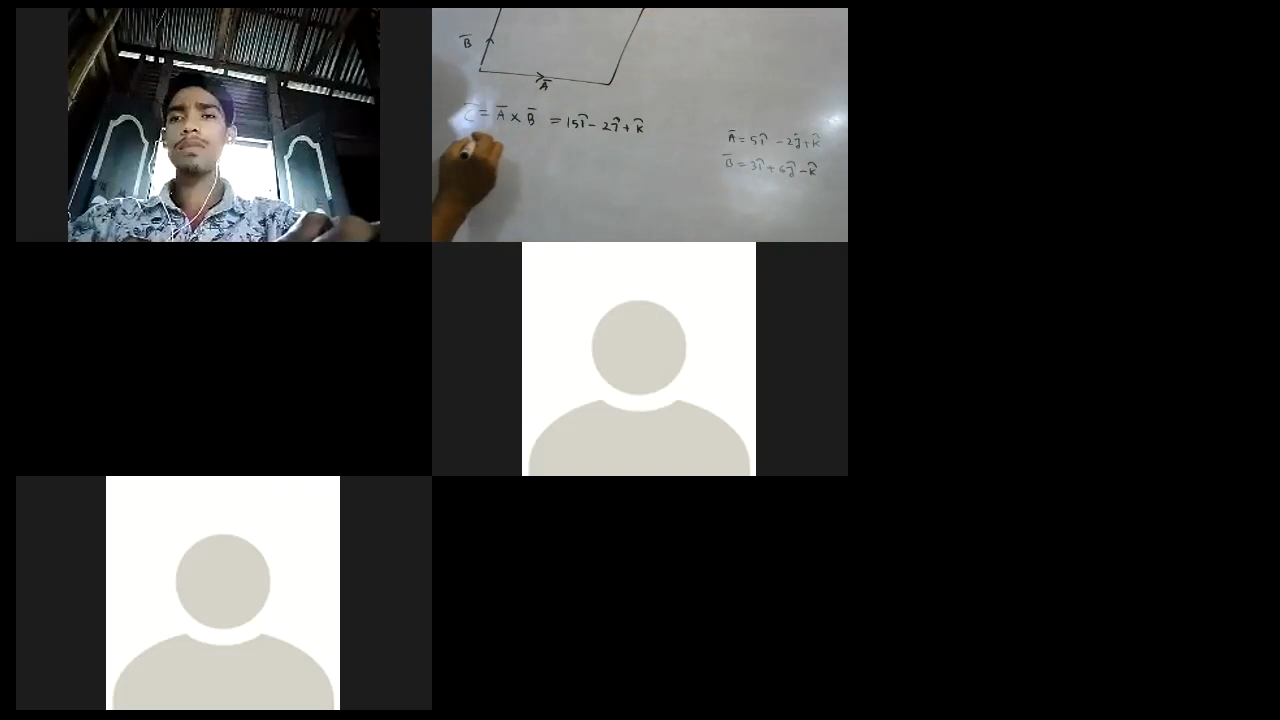 B̅
A̅
C̅ = A̅ × B̅ = 15î - 2ĵ + k̂
A̅ = 5î - 2ĵ + k̂
B̅ = 3î + 6ĵ - k̂